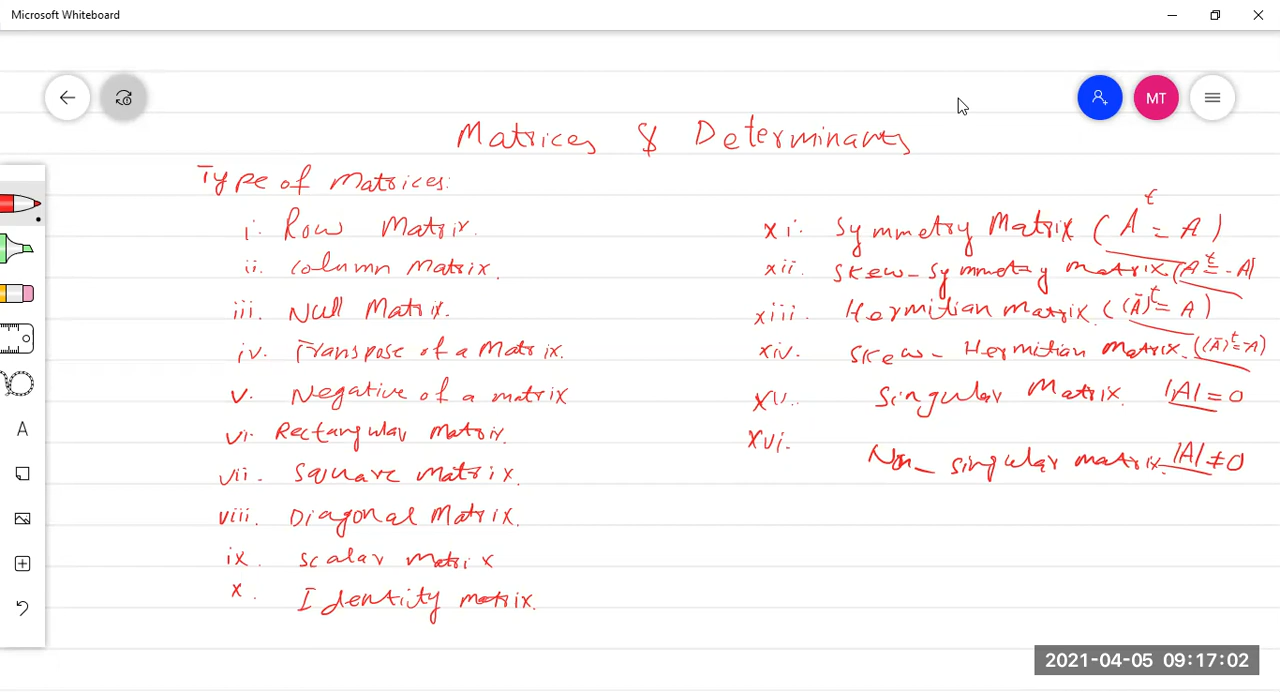 Microsoft Whiteboard
MT
Matrices & Determinants
Type of Matrices:
i. Row Matrix.
ii. Column Matrix.
iii. Null Matrix.
iv. Transpose of a Matrix.
v. Negative of a matrix
vi. Rectangular Matrix.
vii. Square Matrix.
viii. Diagonal Matrix.
ix. Scalar Matrix
x. Identity matrix.
xi. Symmetry Matrix (A^t = A)
xii. Skew-Symmetry matrix. (A^t = -A)
xiii. Hermitian matrix. ((Ā)^t = A)
xiv. Skew-Hermitian Matrix. ((Ā)^t = -A)
xv. Singular Matrix. |A| = 0
xvi. Non-singular matrix. |A| ≠ 0
A
2021-04-05 09:17:02